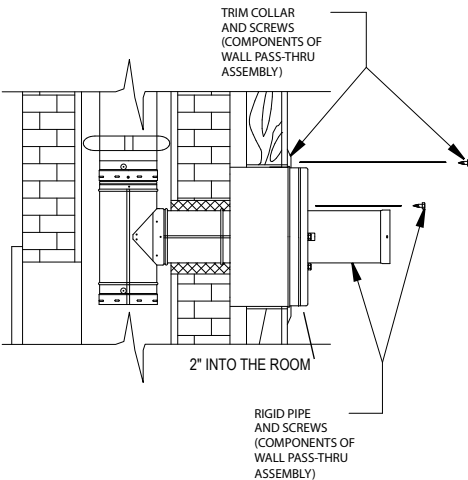 TRIM COLLAR
AND SCREWS
(COMPONENTS OF
WALL PASS-THRU
ASSEMBLY)
2" INTO THE ROOM
RIGID PIPE
AND SCREWS
(COMPONENTS OF
WALL PASS-THRU
ASSEMBLY)